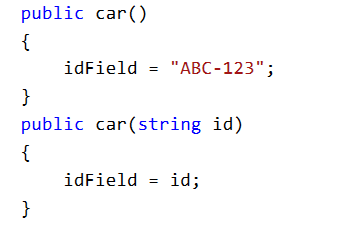 public car()
{
    idField = "ABC-123";
}
public car(string id)
{
    idField = id;
}